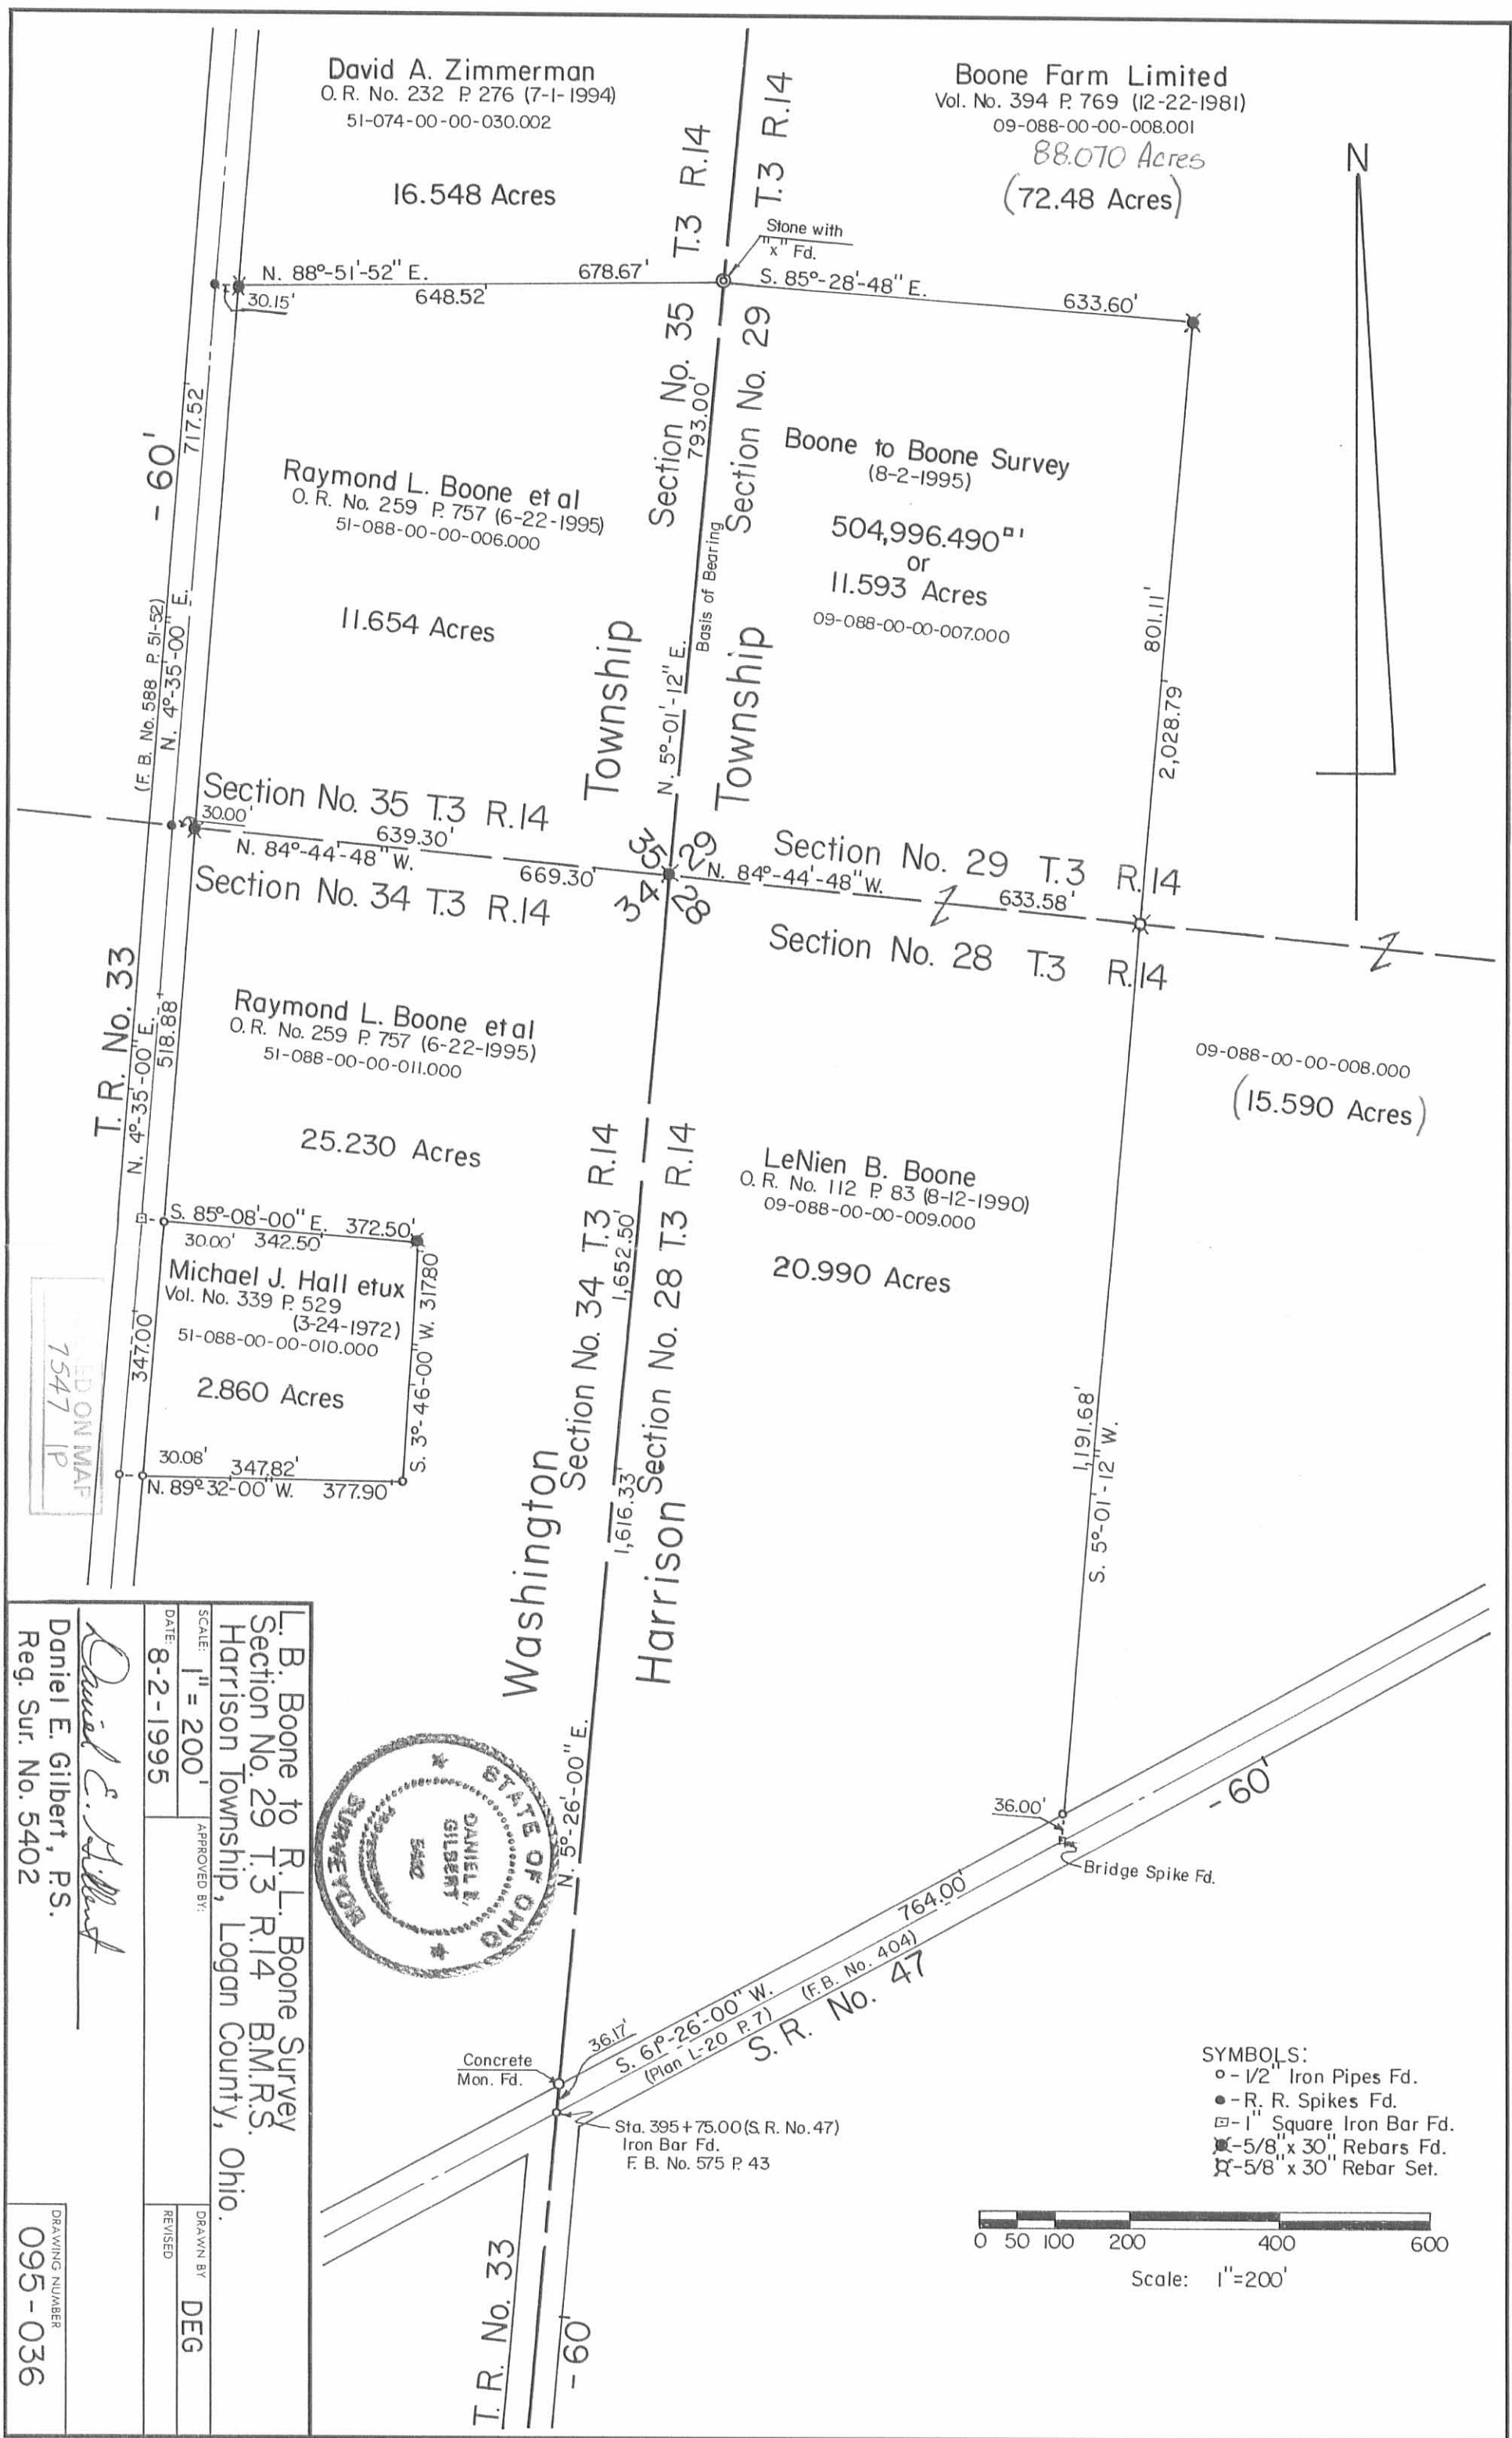 David A. Zimmerman
O. R. No. 232 P. 276 (7-1-1994)
51-074-00-00-030.002
16.548 Acres
T.3 R.14
T.3 R.14
Boone Farm Limited
Vol. No. 394 P. 769 (12-22-1981)
09-088-00-00-008.001
88.070 Acres
(72.48 Acres)
N
Stone with
"x" Fd.
N. 88°-51'-52" E. 678.67'
30.15' 648.52'
S. 85°-28'-48" E. 633.60'
717.52'
- 60'
Section No. 35
793.00'
Section No. 29
Basis of Bearing
N. 5°-01'-12" E.
Township
Township
Raymond L. Boone et al
O. R. No. 259 P. 757 (6-22-1995)
51-088-00-00-006.000
11.654 Acres
Boone to Boone Survey
(8-2-1995)
504,996.490 □'
or
11.593 Acres
09-088-00-00-007.000
801.11'
2,028.79'
(F. B. No. 588 P. 51-52)
N. 4°-35'-00" E.
Section No. 35 T.3 R.14
30.00' 639.30'
N. 84°-44'-48" W. 669.30'
Section No. 34 T.3 R.14
35 29
34 28
Section No. 29 T.3 R.14
N. 84°-44'-48" W. 633.58'
Section No. 28 T.3 R.14
T. R. No. 33
N. 4°-35'-00" E.
518.88'
Raymond L. Boone et al
O. R. No. 259 P. 757 (6-22-1995)
51-088-00-00-011.000
25.230 Acres
09-088-00-00-008.000
(15.590 Acres)
LeNien B. Boone
O. R. No. 112 P. 83 (8-12-1990)
09-088-00-00-009.000
20.990 Acres
S. 85°-08'-00" E. 372.50'
30.00' 342.50'
Michael J. Hall etux
Vol. No. 339 P. 529
(3-24-1972)
51-088-00-00-010.000
2.860 Acres
347.00'
S. 3°-46'-00" W. 317.80'
30.08' 347.82'
N. 89°-32'-00" W. 377.90'
ED ON MAP
7547 IP
Washington
Section No. 34 T.3 R.14
1,652.50'
1,616.33'
Harrison
Section No. 28 T.3 R.14
N. 5°-26'-00" E.
1,191.68'
S. 5°-01'-12" W.
36.00'
Bridge Spike Fd.
- 60'
764.00'
S. 61°-26'-00" W.
(F. B. No. 404)
(Plan L-20 P. 7)
S. R. No. 47
36.17'
Concrete
Mon. Fd.
Sta. 395+75.00 (S. R. No. 47)
Iron Bar Fd.
F. B. No. 575 P. 43
T. R. No. 33
- 60'
SYMBOLS:
- 1/2" Iron Pipes Fd.
- R. R. Spikes Fd.
- 1" Square Iron Bar Fd.
- 5/8" x 30" Rebars Fd.
- 5/8" x 30" Rebar Set.
0 50 100 200 400 600
Scale: 1"=200'
STATE OF OHIO
DANIEL E.
GILBERT
5402
SURVEYOR
L. B. Boone to R. L. Boone Survey
Section No. 29 T.3 R.14 B.M.R.S.
Harrison Township, Logan County, Ohio.
SCALE: 1" = 200' APPROVED BY: DRAWN BY DEG
DATE: 8-2-1995 REVISED
Daniel E. Gilbert
Daniel E. Gilbert, P.S.
Reg. Sur. No. 5402
DRAWING NUMBER
095-036